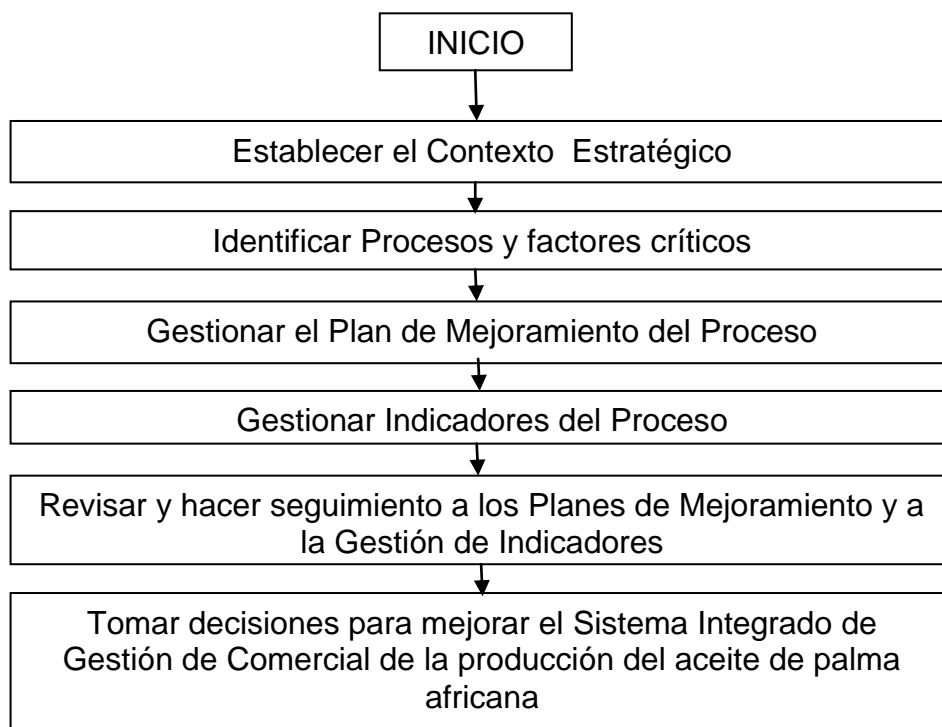 INICIO
Establecer el Contexto  Estratégico
Identificar Procesos y factores críticos
Gestionar el Plan de Mejoramiento del Proceso
Gestionar Indicadores del Proceso
Revisar y hacer seguimiento a los Planes de Mejoramiento y a
la Gestión de Indicadores
Tomar decisiones para mejorar el Sistema Integrado de
Gestión de Comercial de la producción del aceite de palma
africana